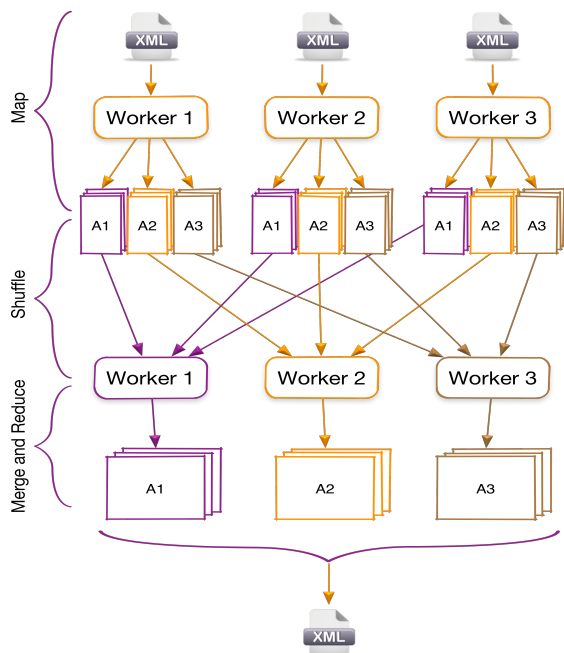 XML XML XML
Map
Worker 1 Worker 2 Worker 3
A1 A2 A3 A1 A2 A3 A1 A2 A3
Shuffle
Worker 1 Worker 2 Worker 3
Merge and Reduce
A1 A2 A3
XML